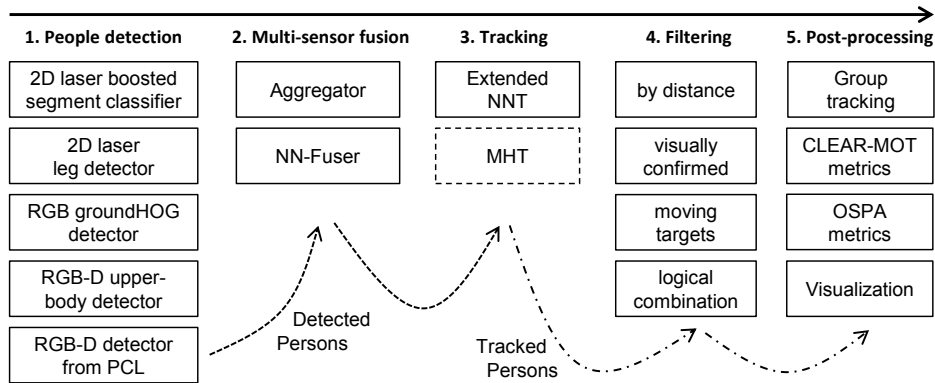 1. People detection
2D laser boosted
segment classifier
2D laser
leg detector
RGB groundHOG
detector
RGB-D upper-
body detector
RGB-D detector
from PCL
2. Multi-sensor fusion
Aggregator
NN-Fuser
Detected
Persons
3. Tracking
Extended
NNT
MHT
Tracked
Persons
4. Filtering
by distance
visually
confirmed
moving
targets
logical
combination
5. Post-processing
Group
tracking
CLEAR-MOT
metrics
OSPA
metrics
Visualization